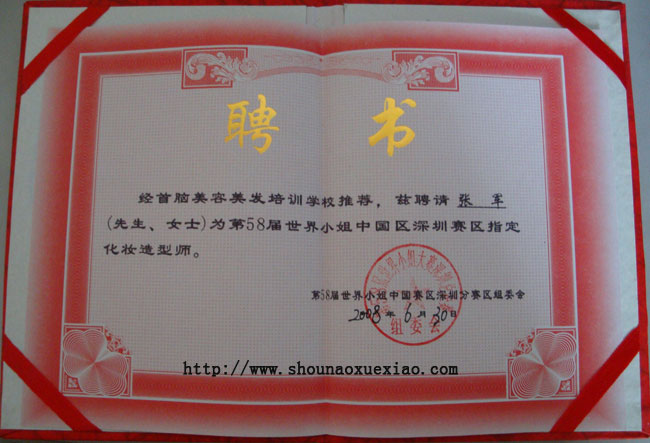 聘 书
经首脑美容美发培训学校推荐，兹聘请 张 军
(先生、女士)为第58届世界小姐中国区深圳赛区指定
化妆造型师。
第58届世界小姐中国赛区深圳分赛区组委会
2008年 6月 30日
组委会
http://www.shounaoxuexiao.com